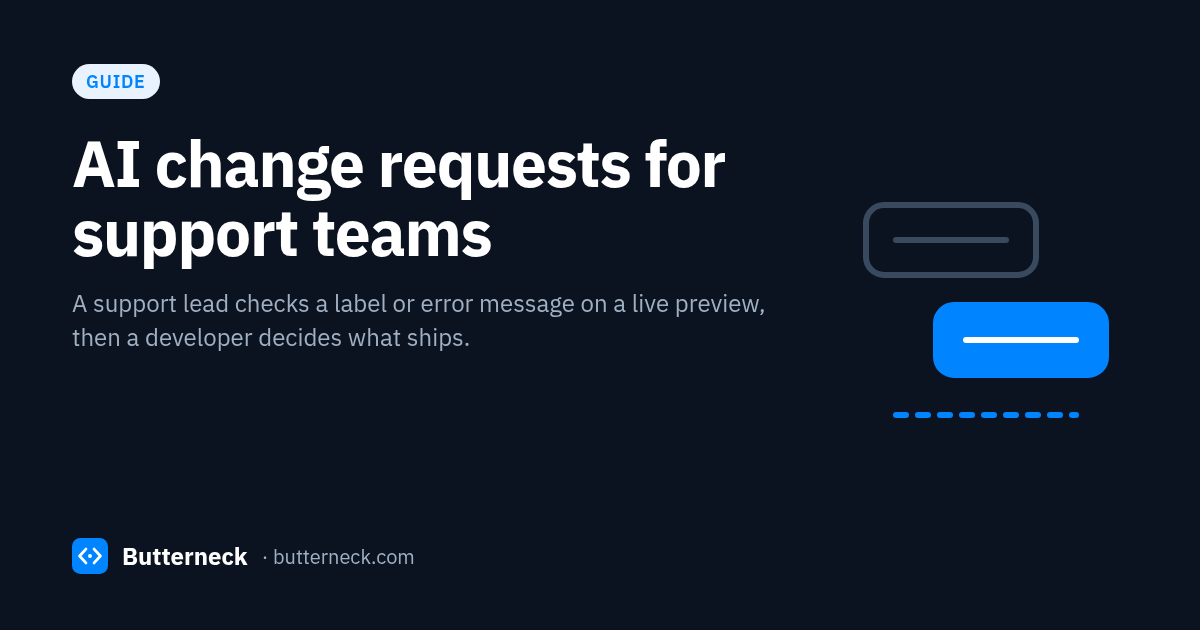 GUIDE
AI change requests for
support teams
A support lead checks a label or error message on a live preview,
then a developer decides what ships.
Butterneck · butterneck.com